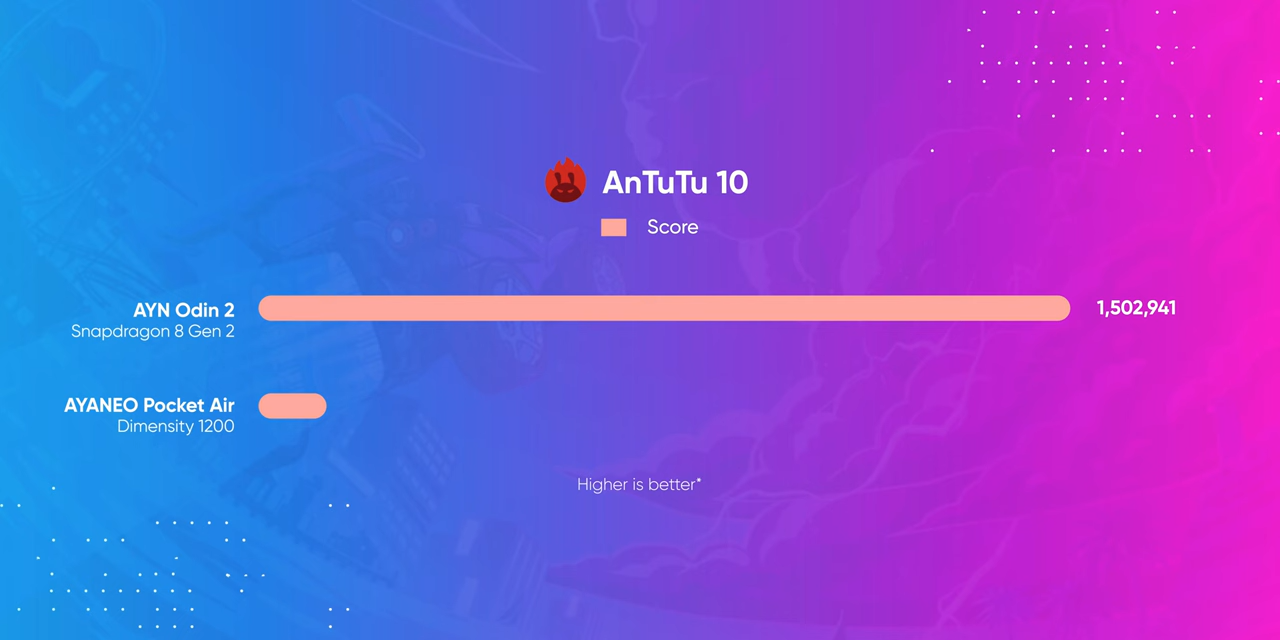 AnTuTu 10
Score
AYN Odin 2
Snapdragon 8 Gen 2
1,502,941
AYANEO Pocket Air
Dimensity 1200
Higher is better*